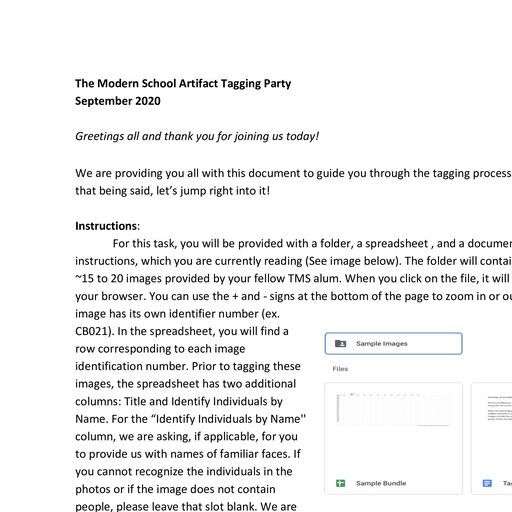 The Modern School Artifact Tagging Party
September 2020
Greetings all and thank you for joining us today!
We are providing you all with this document to guide you through the tagging process
that being said, let's jump right into it!
Instructions:
For this task, you will be provided with a folder, a spreadsheet , and a documen
instructions, which you are currently reading (See image below). The folder will contai
~15 to 20 images provided by your fellow TMS alum. When you click on the file, it will
your browser. You can use the + and - signs at the bottom of the page to zoom in or ou
image has its own identifier number (ex.
CB021). In the spreadsheet, you will find a
row corresponding to each image
identification number. Prior to tagging these
images, the spreadsheet has two additional
columns: Title and Identify Individuals by
Name. For the “Identify Individuals by Name"
column, we are asking, if applicable, for you
to provide us with names of familiar faces. If
you cannot recognize the individuals in the
photos or if the image does not contain
people, please leave that slot blank. We are
Sample Images
Files
Sample Bundle
Ta